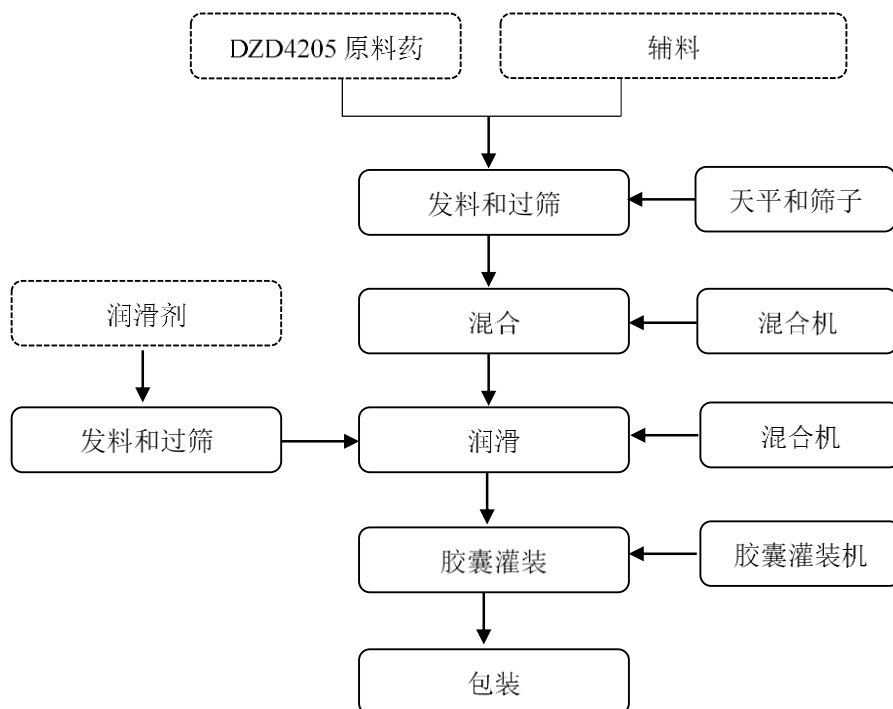 DZD4205 原料药
辅料
发料和过筛
天平和筛子
润滑剂
混合
混合机
发料和过筛
润滑
混合机
胶囊灌装
胶囊灌装机
包装